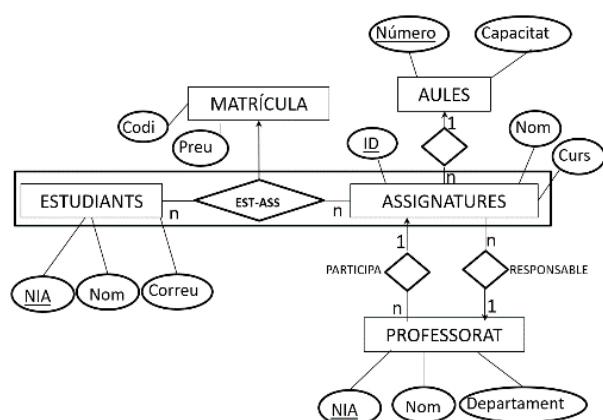 Número
Capacitat
AULES
MATRÍCULA
Codi
Preu
1
ID
Nom
Curs
n
ESTUDIANTS
n
EST-ASS
n
ASSIGNATURES
NIA
Nom
Correu
1
n
PARTICIPA
RESPONSABLE
n
1
PROFESSORAT
NIA
Nom
Departament